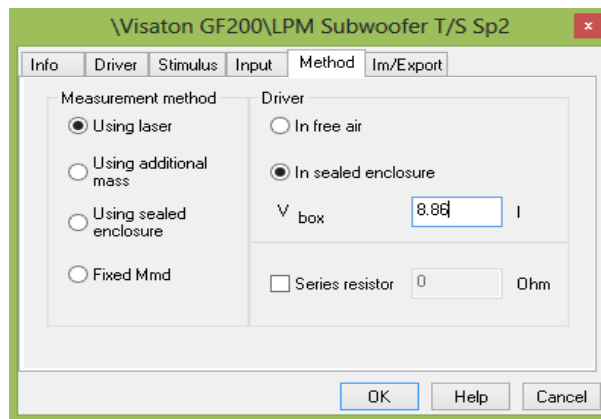 \Visaton GF200\LPM Subwoofer T/S Sp2
x
Info Driver Stimulus Input Method Im/Export
Measurement method
Using laser
Using additional
mass
Using sealed
enclosure
Fixed Mmd
Driver
In free air
In sealed enclosure
V box 8.86 l
Series resistor 0 Ohm
OK Help Cancel